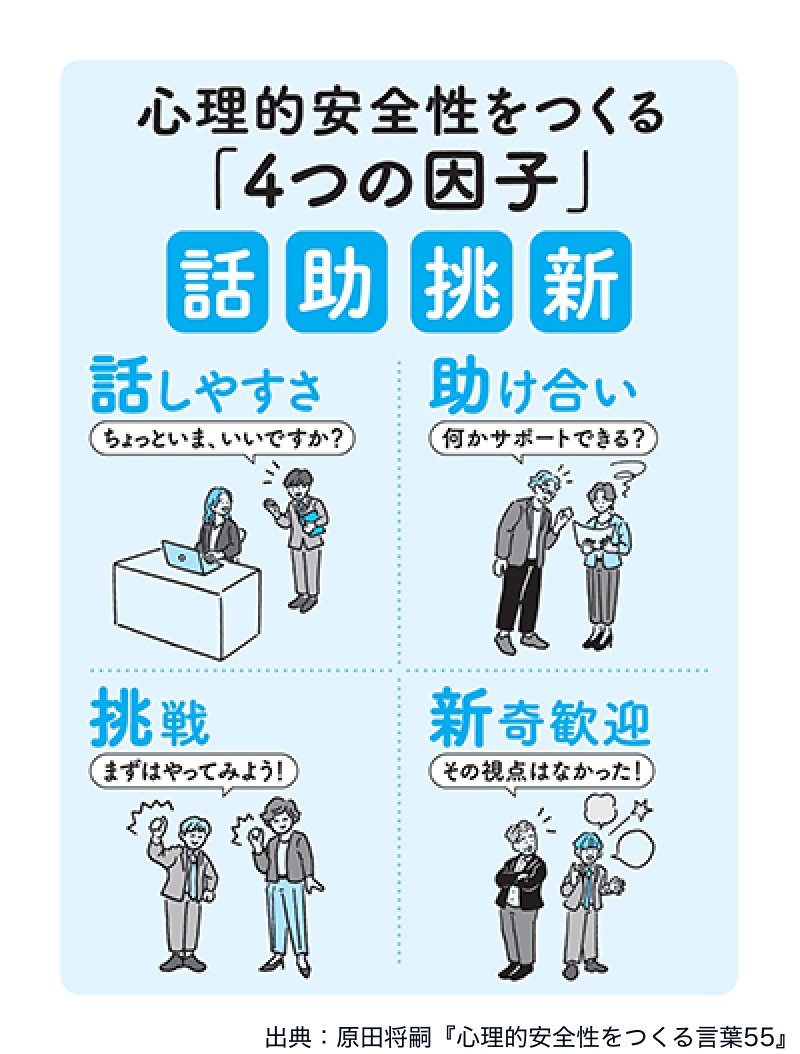 心理的安全性をつくる
「4つの因子」
話 助 挑 新
話しやすさ
ちょっといま、いいですか?
助け合い
何かサポートできる?
挑戦
まずはやってみよう!
新奇歓迎
その視点はなかった!
出典：原田将嗣『心理的安全性をつくる言葉55』